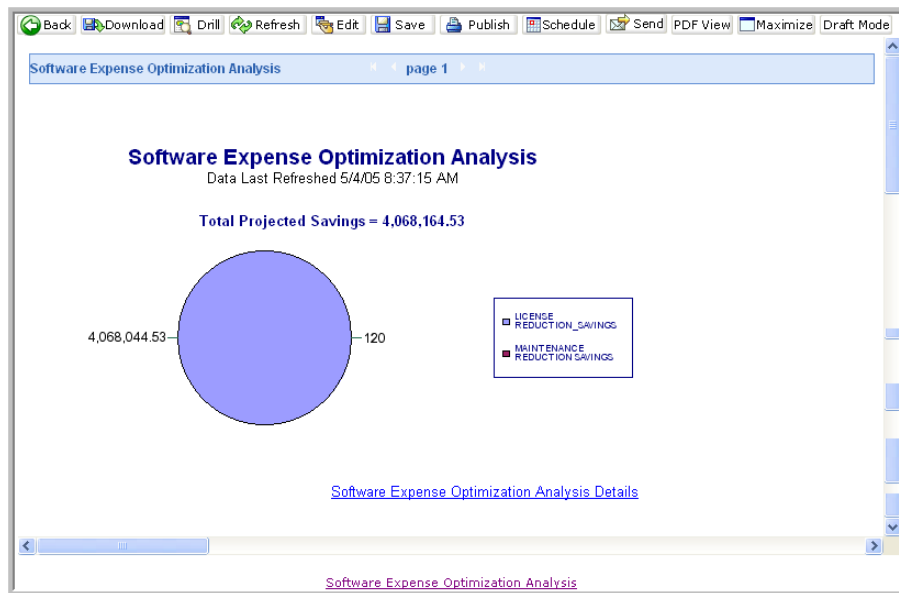 Back Download Drill Refresh Edit Save Publish Schedule Send PDF View Maximize Draft Mode
Software Expense Optimization Analysis page 1
Software Expense Optimization Analysis
Data Last Refreshed 5/4/05 8:37:15 AM
Total Projected Savings = 4,068,164.53
4,068,044.53
120
LICENSE
REDUCTION_SAVINGS
MAINTENANCE
REDUCTION SAVINGS
Software Expense Optimization Analysis Details
Software Expense Optimization Analysis